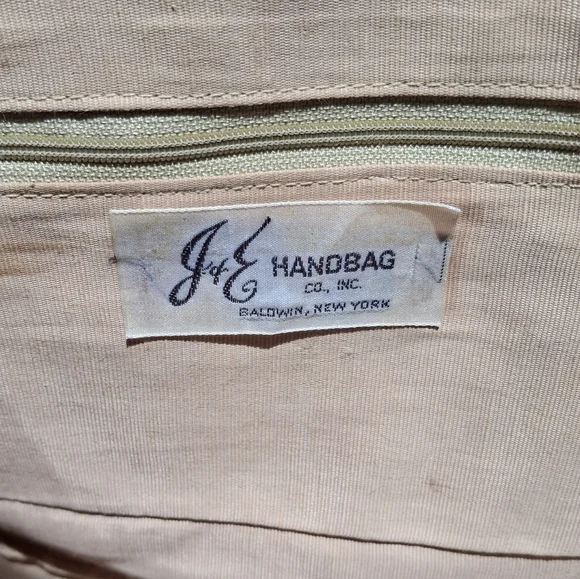 J & E HANDBAG
CO., INC.
BALDWIN, NEW YORK